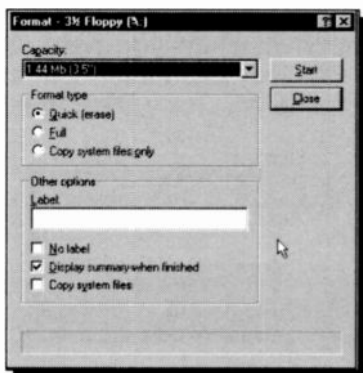 Format - 3½ Floppy (A:)
Capacity:
1.44 Mb (3.5")
Start
Close
Format type
Quick (erase)
Full
Copy system files only
Other options
Label:
No label
Display summary when finished
Copy system files